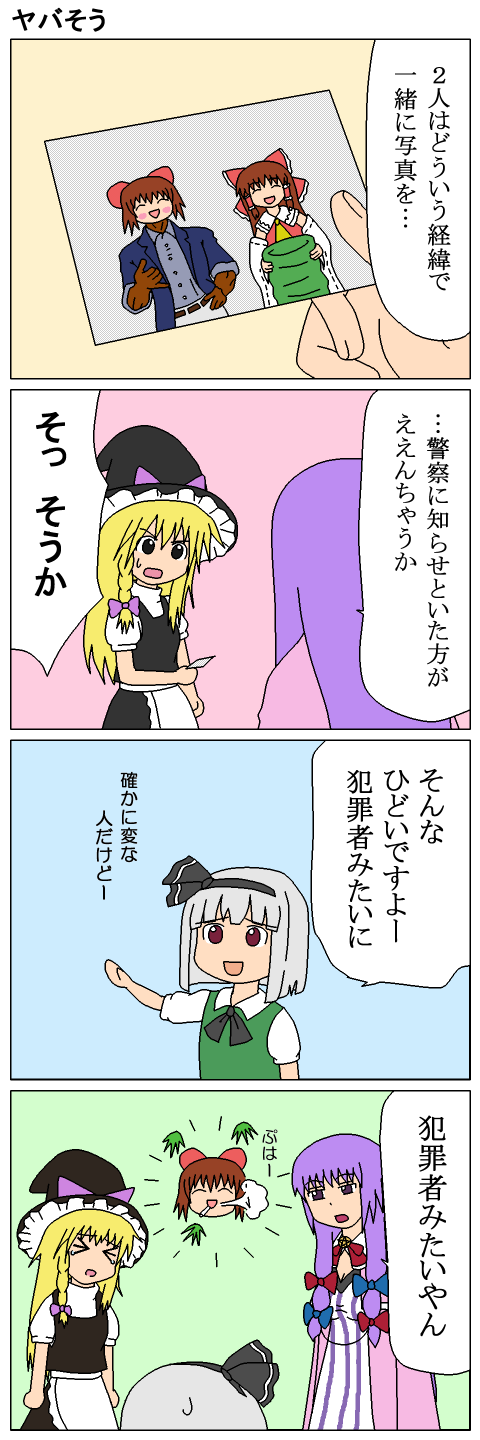 ヤバそう
２人はどういう経緯で
一緒に写真を…
…警察に知らせといた方が
ええんちゃうか
そっ そうか
そんな
ひどいですよー
犯罪者みたいに
確かに変な
人だけどー
犯罪者みたいやん
ぷはー